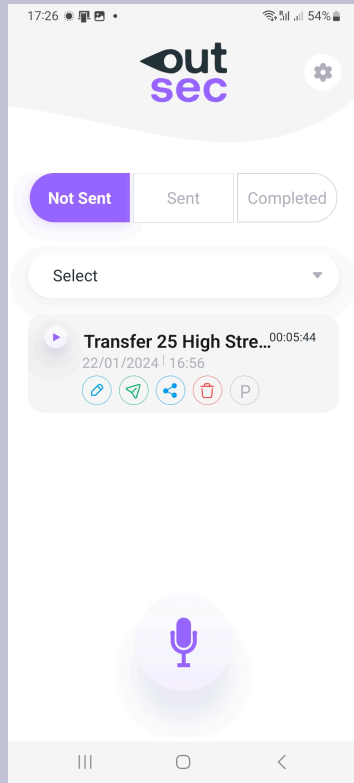 17:26 54%
out
sec
Not Sent Sent Completed
Select
Transfer 25 High Stre... 00:05:44
22/01/2024 16:56
P